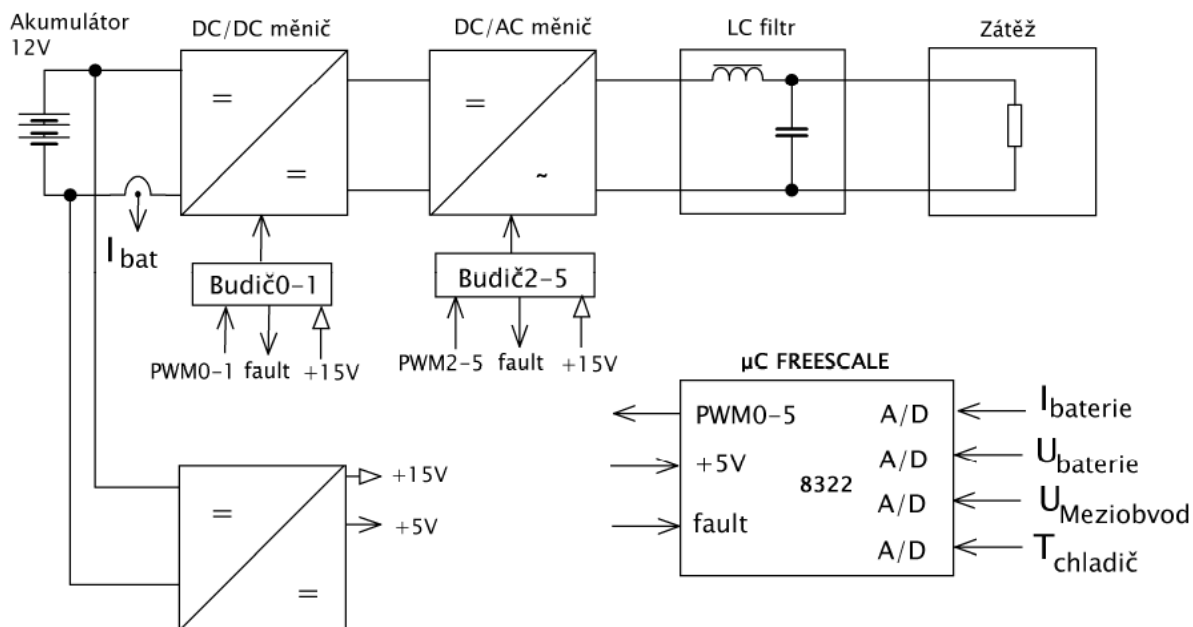 Akumulátor
12V
DC/DC měnič
DC/AC měnič
LC filtr
Zátěž
=
=
=
~
I bat
Budič0-1
Budič2-5
PWM0-1 fault +15V
PWM2-5 fault +15V
µC FREESCALE
PWM0-5
A/D
I baterie
+5V
A/D
U baterie
8322
A/D
U Meziobvod
fault
A/D
T chladič
=
=
+15V
+5V